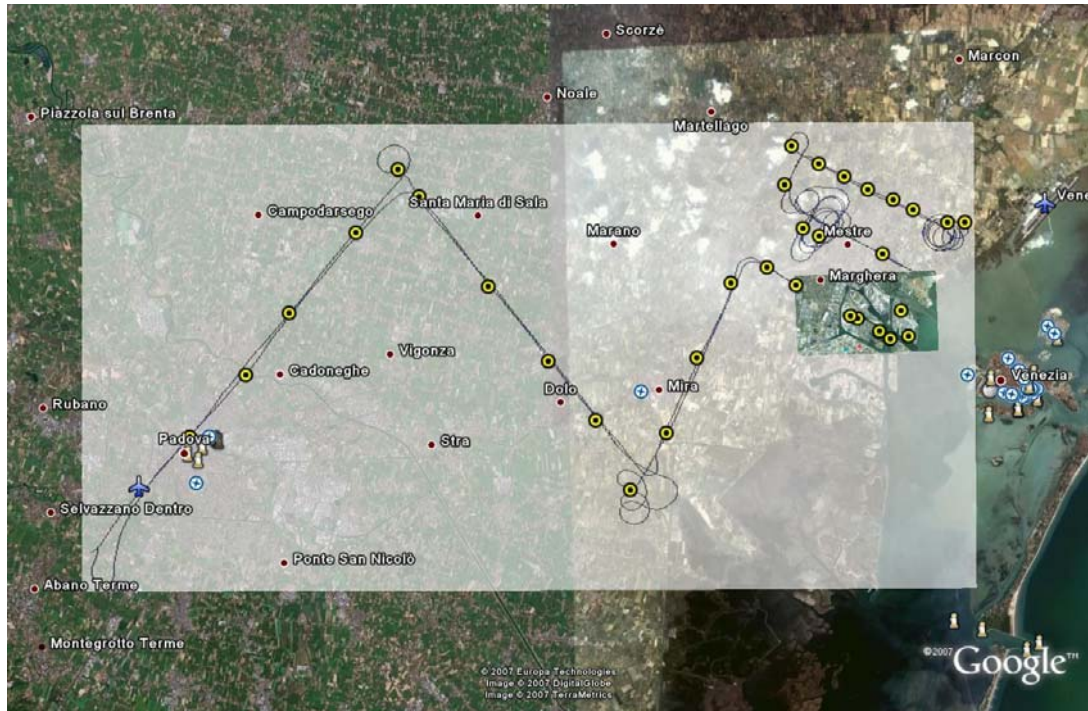 Scorzè
Marcon
Noale
Piazzola sul Brenta
Martellago
Vene
Santa Maria di Sala
Campodarsego
Marano
Mestre
Marghera
Vigonza
Cadoneghe
Venezia
Dolo
Mira
Rubano
Padova
Stra
Selvazzano Dentro
Ponte San Nicolò
Abano Terme
Montegrotto Terme
©2007 Google™
© 2007 Europa Technologies
Image © 2007 DigitalGlobe
Image © 2007 TerraMetrics